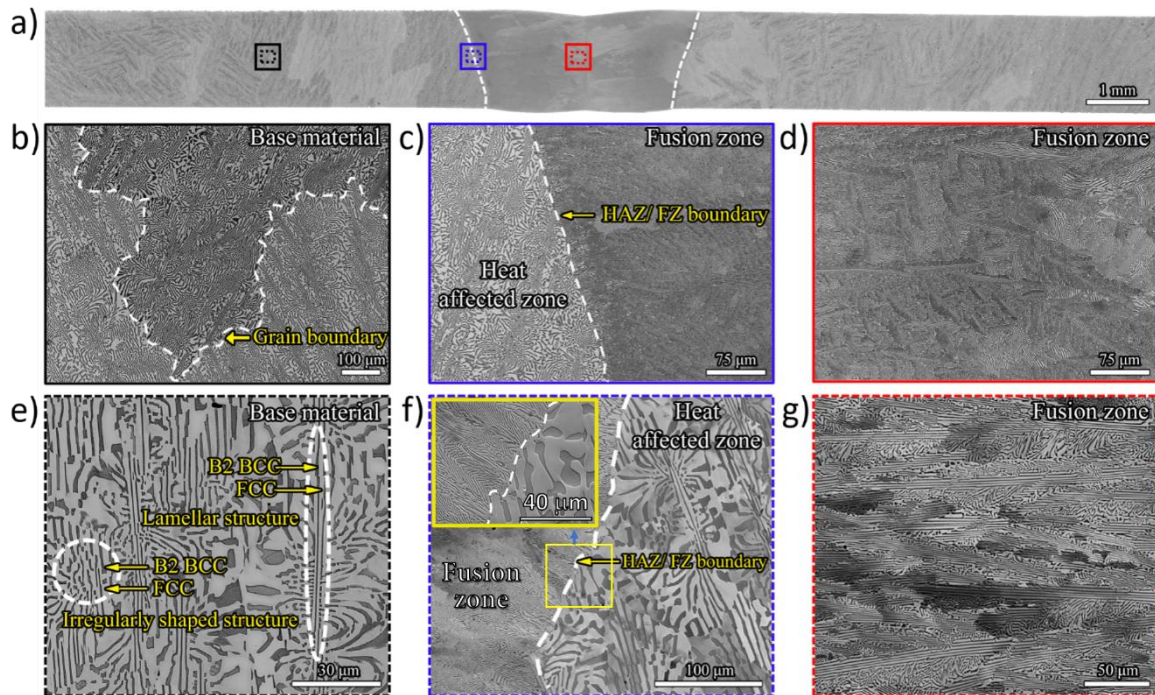 a)
1 mm
b)
Base material
Grain boundary
100 μm
c)
Fusion zone
HAZ/ FZ boundary
Heat
affected zone
75 μm
d)
Fusion zone
75 μm
e)
Base material
B2 BCC
FCC
Lamellar structure
B2 BCC
FCC
Irregularly shaped structure
30 μm
f)
Heat
affected zone
40 μm
HAZ/ FZ boundary
Fusion
zone
100 μm
g)
Fusion zone
50 μm